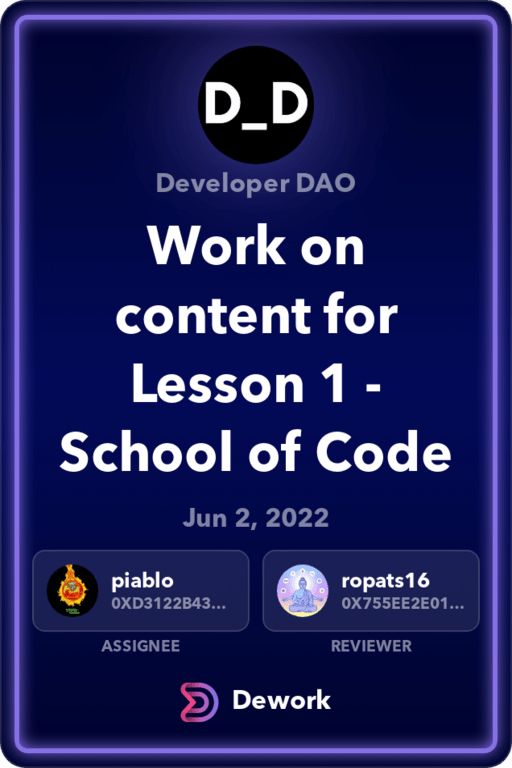 D_D
Developer DAO
Work on
content for
Lesson 1 -
School of Code
Jun 2, 2022
piablo
0XD3122B43...
ropats16
0X755EE2E01...
ASSIGNEE
REVIEWER
Dework